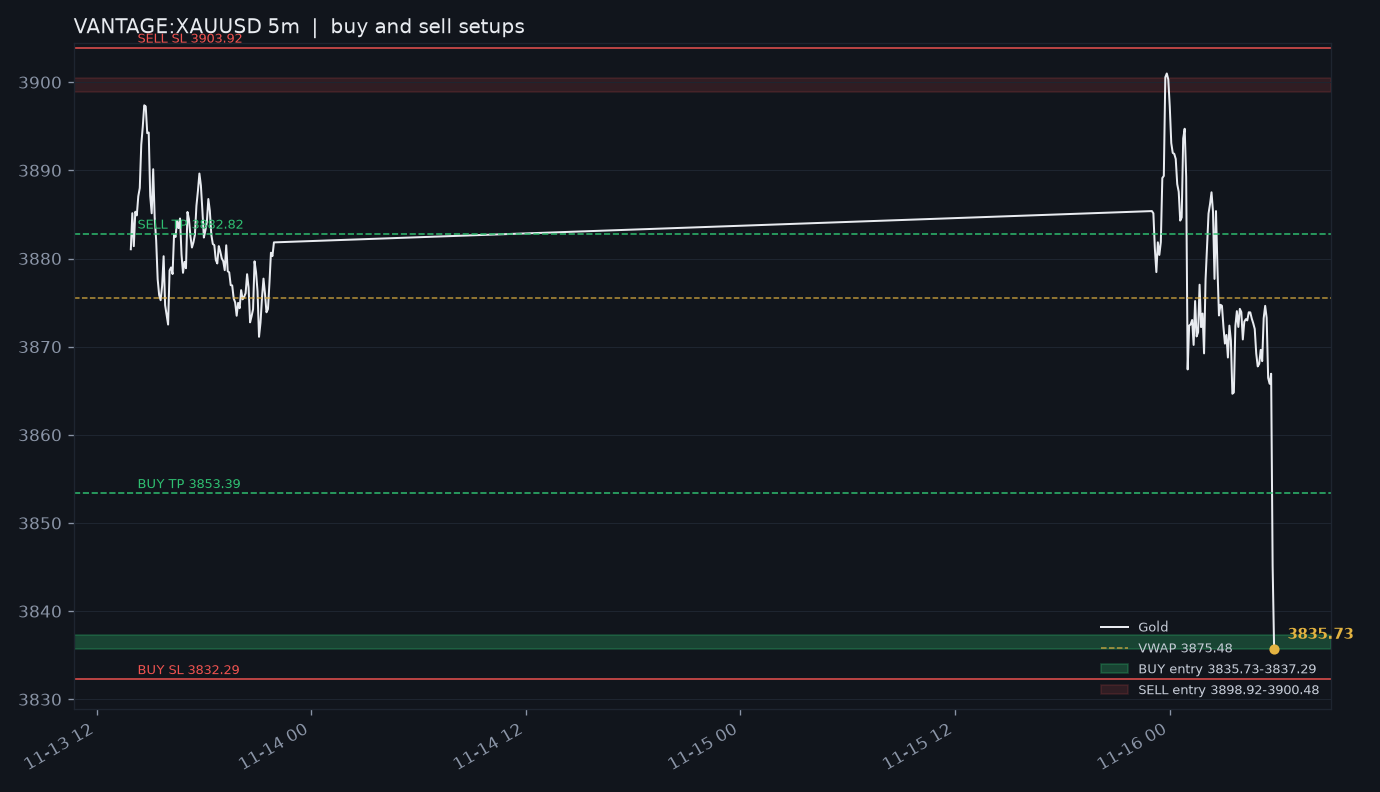 VANTAGE:XAUUSD 5m | buy and sell setups
SELL SL 3903.92
3900
3890
SELL TP 3882.82
3880
3870
3860
BUY TP 3853.39
3850
3840
3835.73
Gold
VWAP 3875.48
BUY entry 3835.73-3837.29
SELL entry 3898.92-3900.48
BUY SL 3832.29
3830
11-13 12
11-14 00
11-14 12
11-15 00
11-15 12
11-16 00